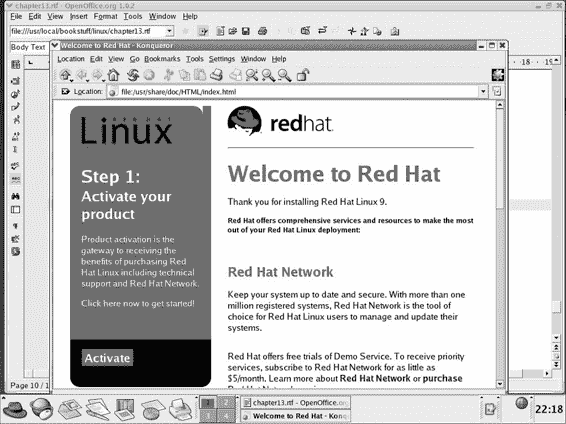 chapter13.rtf - OpenOffice.org 1.0.2
File Edit View Insert Format Tools Window Help
file:///usr/local/bookstuff/linux/chapter13.rtf
Body Text
Welcome to Red Hat - Konqueror
Location Edit View Go Bookmarks Tools Settings Window Help
Location: file:/usr/share/doc/HTML/index.html
Linux
Step 1:
Activate your
product
Product activation is the
gateway to receiving the
benefits of purchasing Red
Hat Linux including technical
support and Red Hat Network.
Click here now to get started!
Activate
redhat.
Welcome to Red Hat
Thank you for installing Red Hat Linux 9.
Red Hat offers comprehensive services and resources to make the most
out of your Red Hat Linux deployment:
Red Hat Network
Keep your system up to date and secure. With more than one
million registered systems, Red Hat Network is the tool of
choice for Red Hat Linux users to manage and update their
systems.
Red Hat offers free trials of Demo Service. To receive priority
services, subscribe to Red Hat Network for as little as
$5/month. Learn more about Red Hat Network or purchase
Page 10 / 1
1 2
3 4
chapter13.rtf - OpenOffice.org
Welcome to Red Hat - Konq
22:18